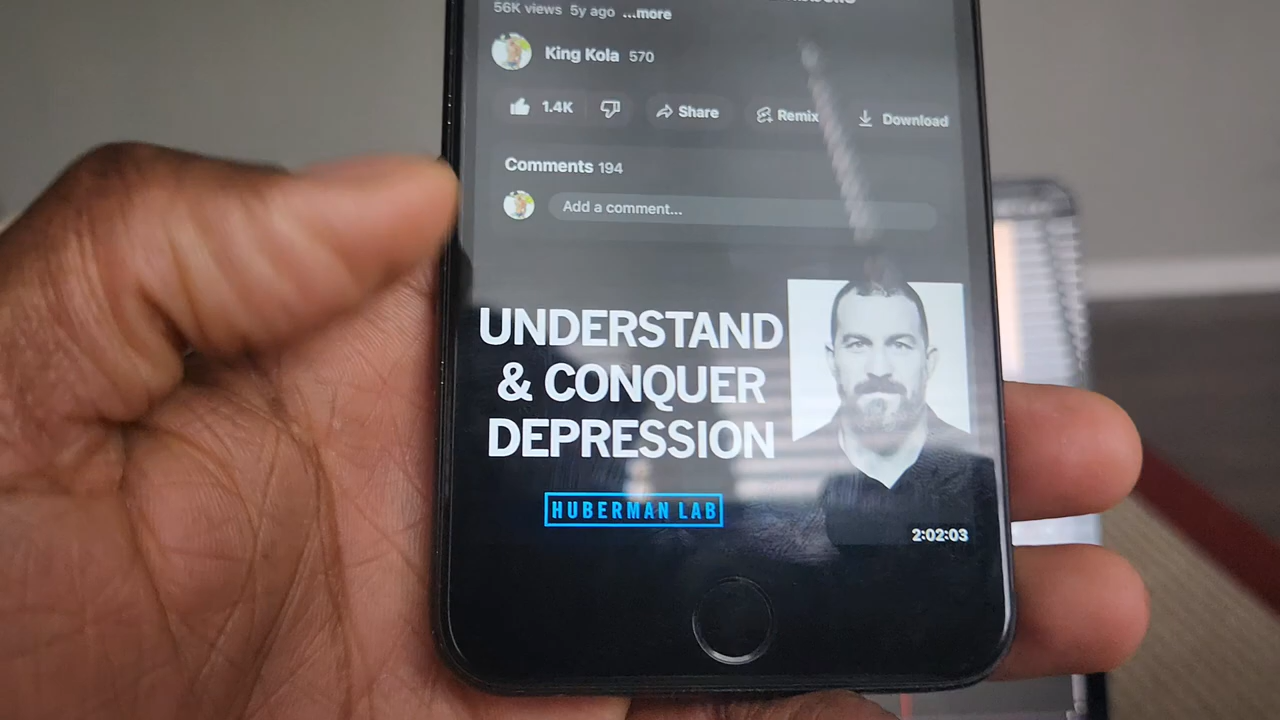 56K views 5y ago ...more
King Kola 570
1.4K Share Remix Download
Comments 194
Add a comment...
UNDERSTAND
& CONQUER
DEPRESSION
HUBERMAN LAB
2:02:03